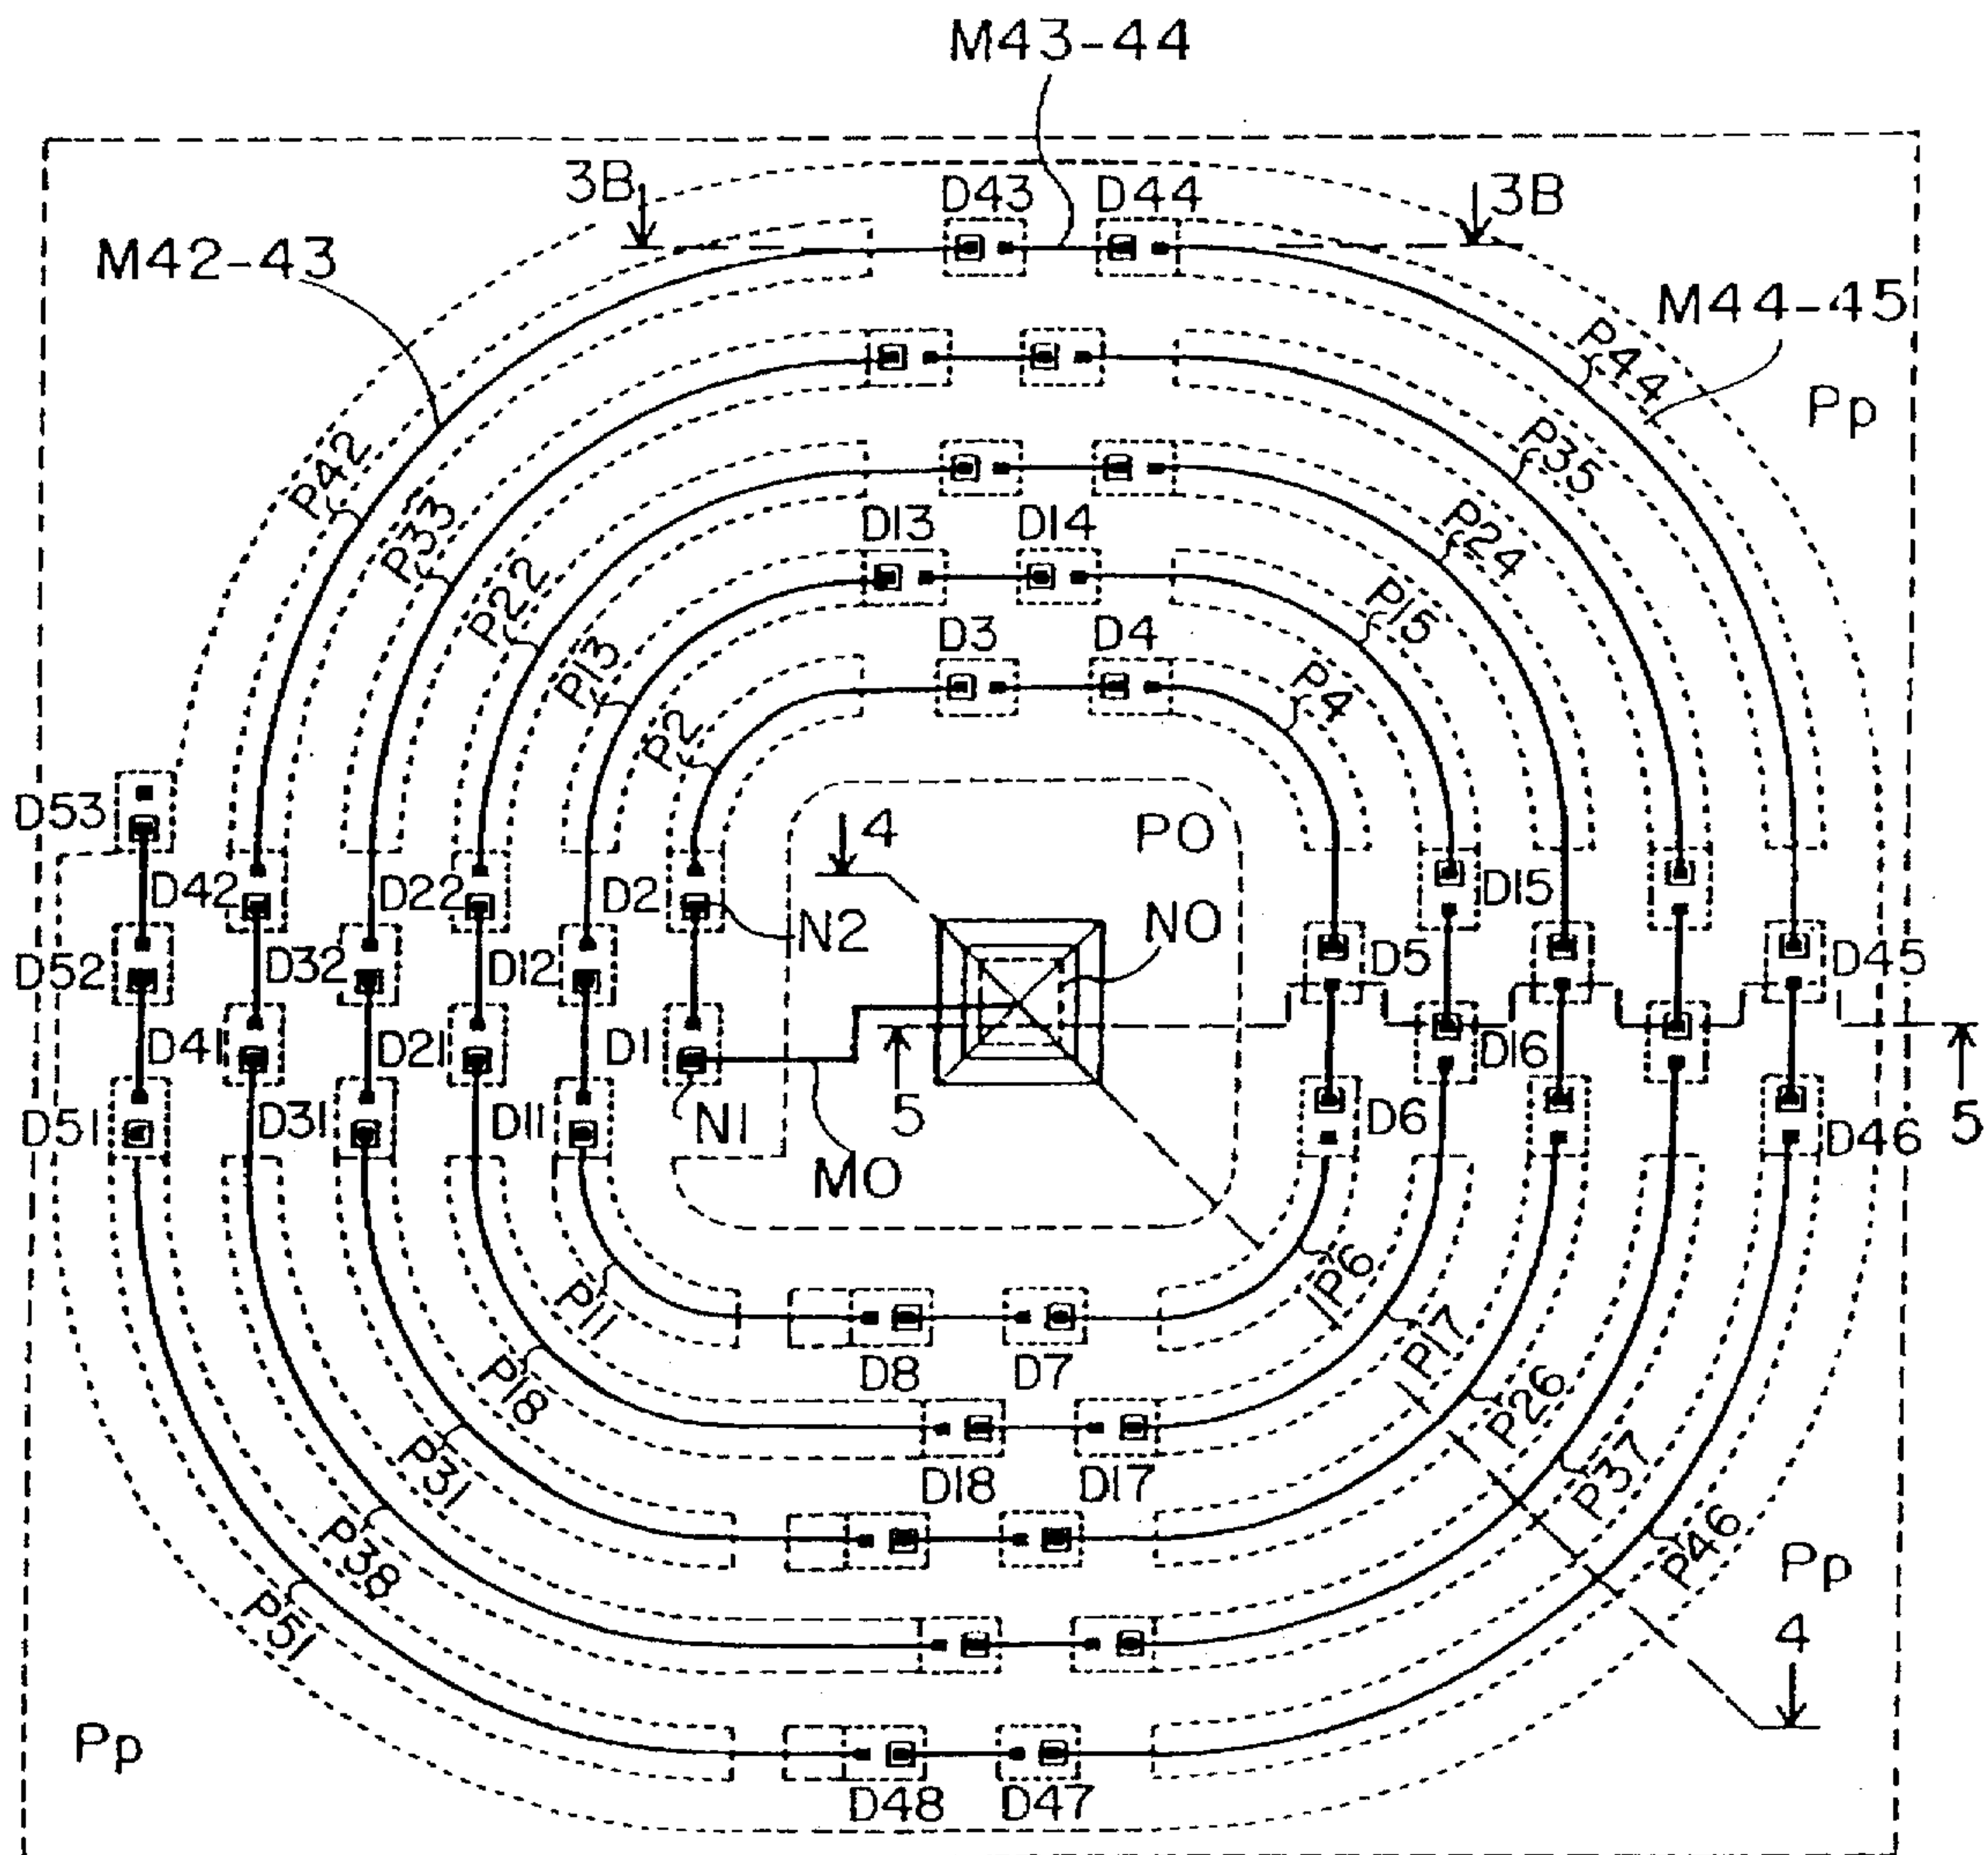 M43-44
3B
D43
D44
3B
M42-43
M44-45
P44
Pp
P42
P35
P33
P24
D13
D14
P22
P15
P13
D3
D4
P4
P2
D53
PO
4
D42
D22
D2
N2
NO
D15
D52
D32
D12
D5
D45
D41
D21
D1
D16
D51
D31
D11
N1
5
D6
D46
5
MO
P11
P6
D8
D7
P17
P18
P26
P31
D18
D17
P37
P38
P46
Pp
P51
4
Pp
D48
D47